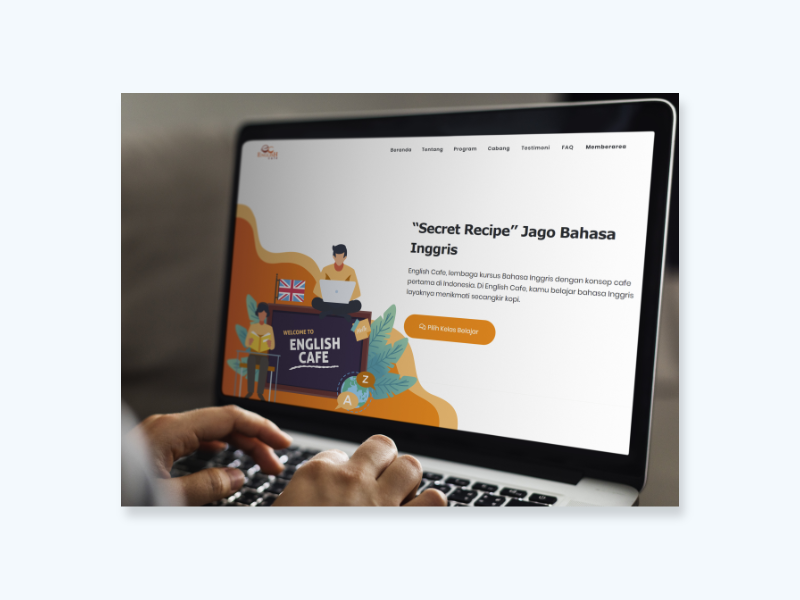 Beranda Tentang Program Cabang Testimoni FAQ Memberarea
“Secret Recipe” Jago Bahasa
Inggris
English Cafe, lembaga kursus Bahasa Inggris dengan konsep cafe
pertama di Indonesia. Di English Cafe, kamu belajar bahasa Inggris
layaknya menikmati secangkir kopi.
Pilih Kelas Belajar
WELCOME TO
ENGLISH
CAFE
Z
A